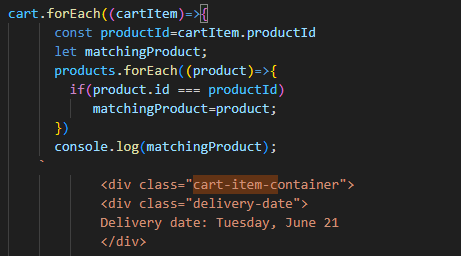 cart.forEach((cartItem)=>{
const productId=cartItem.productId
let matchingProduct;
products.forEach((product)=>{
if(product.id === productId)
matchingProduct=product;
})
console.log(matchingProduct);
`
<div class="cart-item-container">
<div class="delivery-date">
Delivery date: Tuesday, June 21
</div>